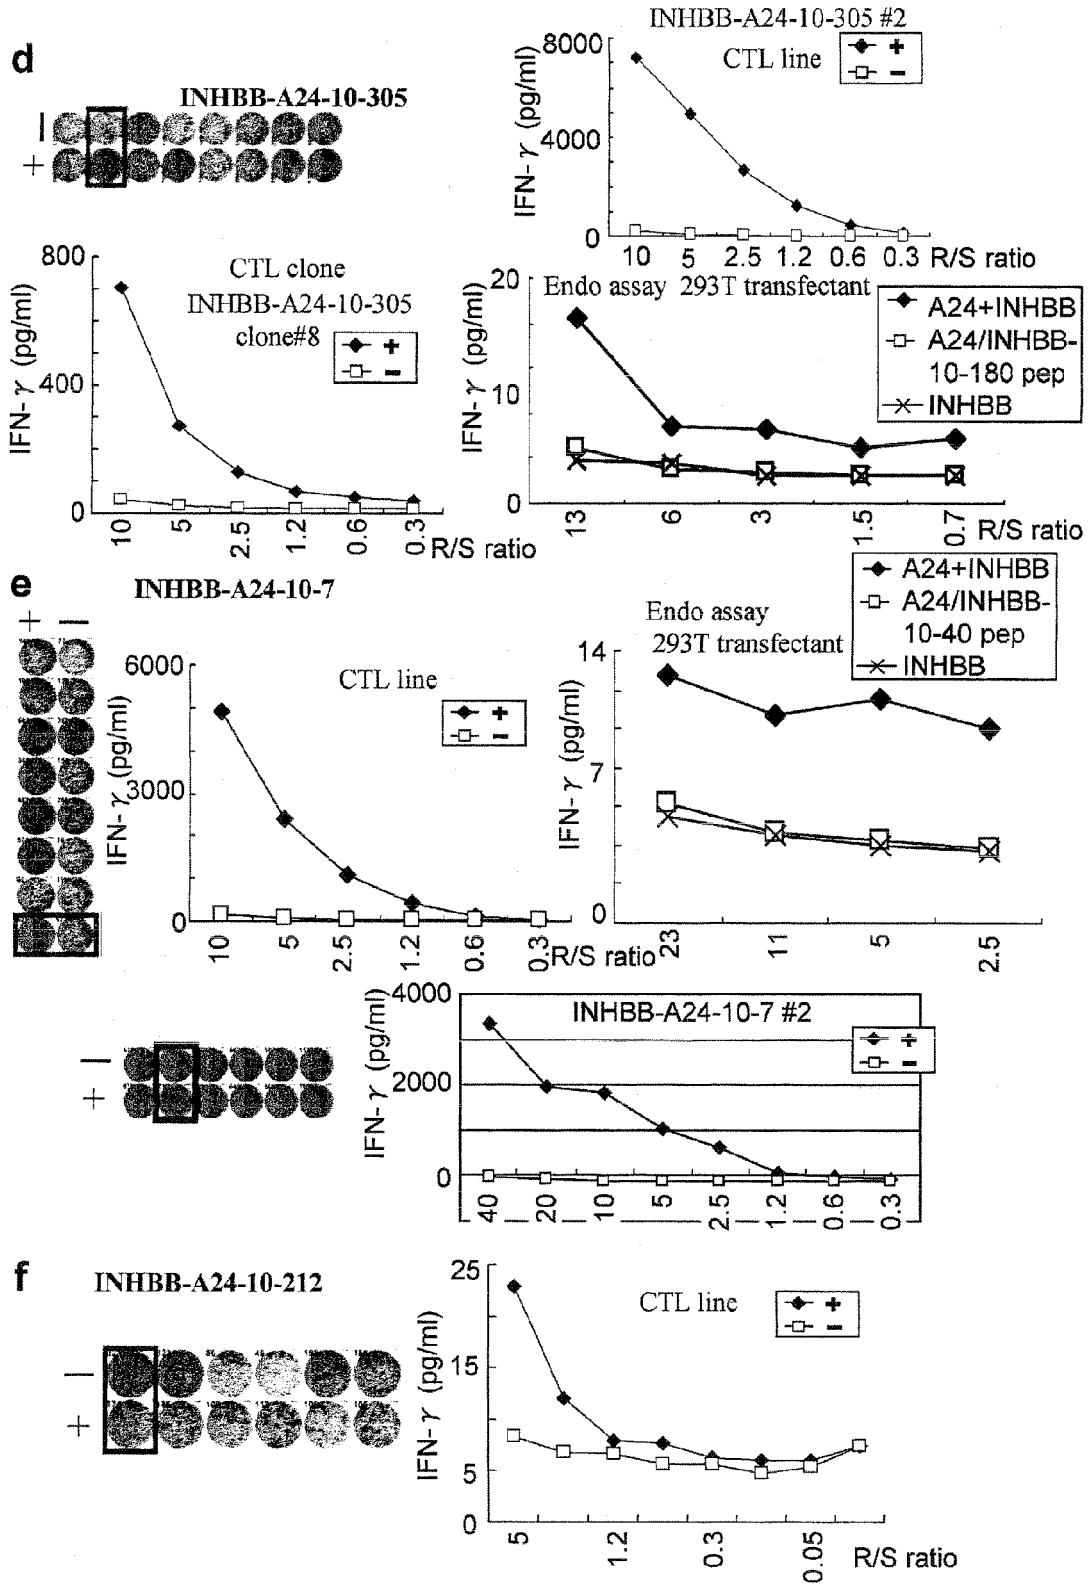 d
INHBB-A24-10-305
−
+
INHBB-A24-10-305 #2
CTL line
+
−
IFN-γ (pg/ml)
8000
4000
0
10 5 2.5 1.2 0.6 0.3 R/S ratio
CTL clone
INHBB-A24-10-305
clone#8
+
−
IFN-γ (pg/ml)
800
400
0
10 5 2.5 1.2 0.6 0.3 R/S ratio
Endo assay 293T transfectant
A24+INHBB
A24/INHBB-
10-180 pep
INHBB
IFN-γ (pg/ml)
20
10
0
13 6 3 1.5 0.7 R/S ratio
e
INHBB-A24-10-7
+ −
CTL line
+
−
IFN-γ (pg/ml)
6000
3000
0
10 5 2.5 1.2 0.6 0.3 R/S ratio
Endo assay
293T transfectant
A24+INHBB
A24/INHBB-
10-40 pep
INHBB
IFN-γ (pg/ml)
14
7
0
23 11 5 2.5
−
+
INHBB-A24-10-7 #2
+
−
IFN-γ (pg/ml)
4000
2000
0
40 20 10 5 2.5 1.2 0.6 0.3
f
INHBB-A24-10-212
−
+
CTL line
+
−
IFN-γ (pg/ml)
25
15
5
0
5 1.2 0.3 0.05 R/S ratio